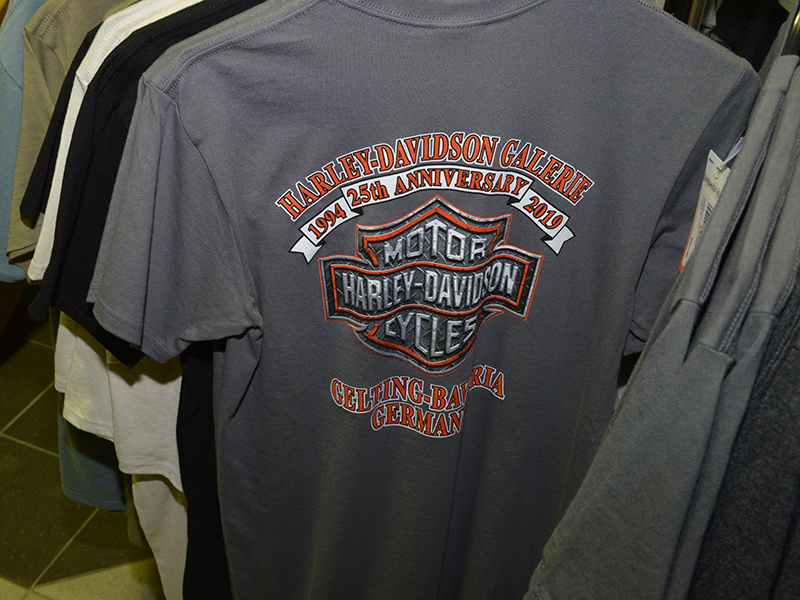 HARLEY-DAVIDSON GALERIE
1994 25th ANNIVERSARY 2019
MOTOR
HARLEY-DAVIDSON
CYCLES
GELTING-BAVARIA
GERMANY